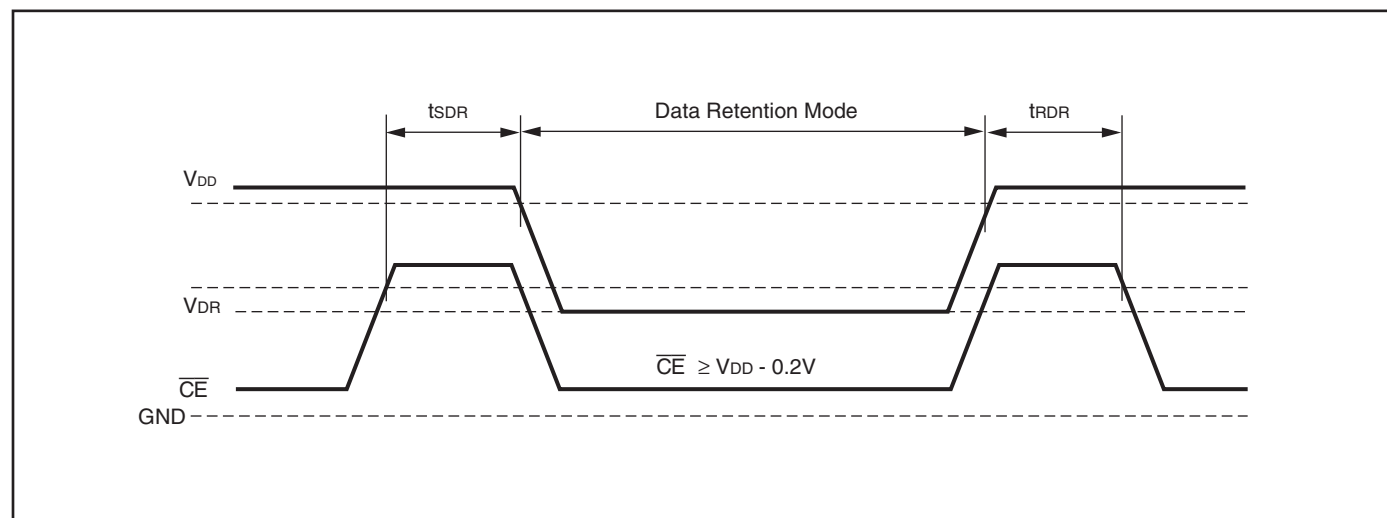 tSDR
Data Retention Mode
tRDR
VDD
VDR
CE ≥ VDD - 0.2V
CE
GND